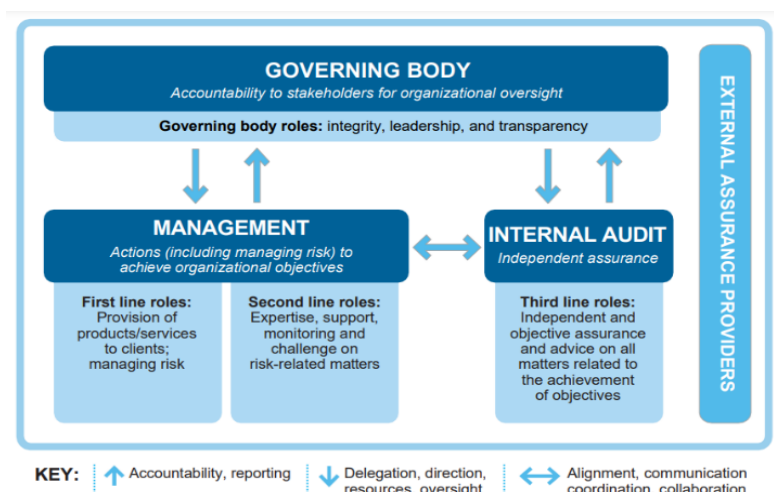 GOVERNING BODY
Accountability to stakeholders for organizational oversight
Governing body roles: integrity, leadership, and transparency
MANAGEMENT
Actions (including managing risk) to
achieve organizational objectives
First line roles:
Provision of
products/services
to clients;
managing risk
Second line roles:
Expertise, support,
monitoring and
challenge on
risk-related matters
INTERNAL AUDIT
Independent assurance
Third line roles:
Independent and
objective assurance
and advice on all
matters related to
the achievement
of objectives
EXTERNAL ASSURANCE PROVIDERS
KEY:
Accountability, reporting
Delegation, direction,
resources, oversight
Alignment, communication
coordination, collaboration